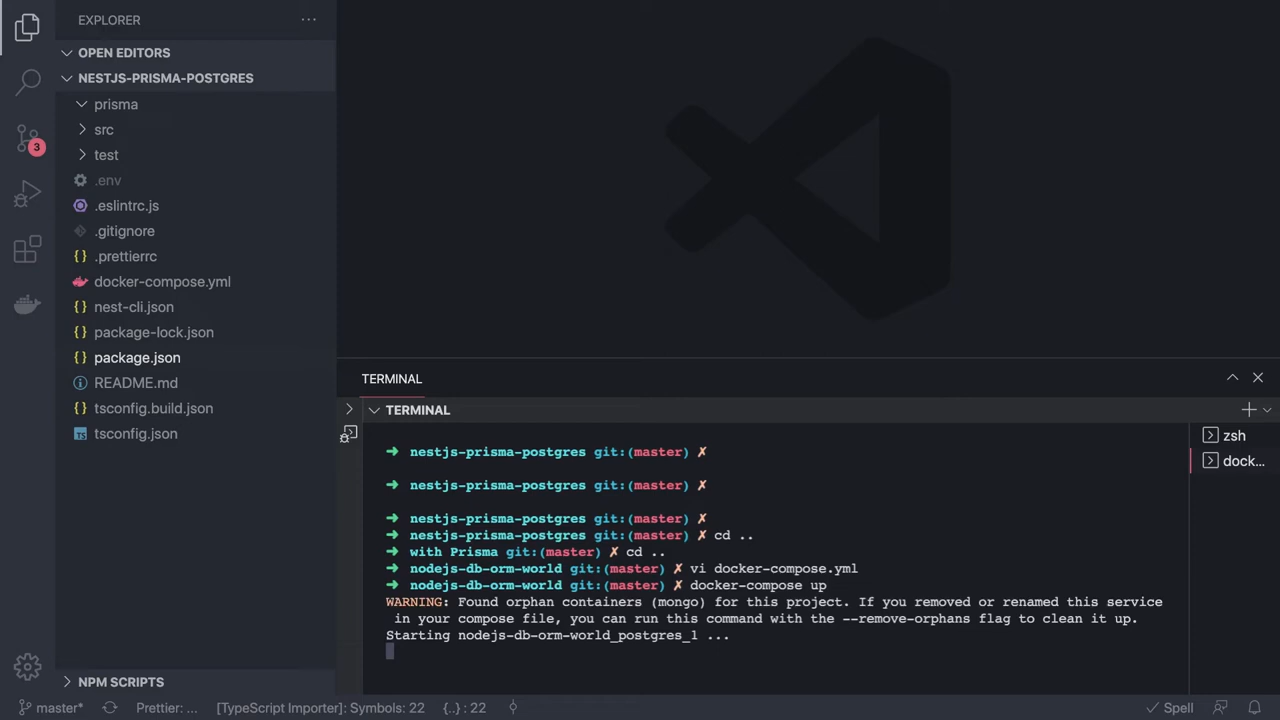 EXPLORER
OPEN EDITORS
NESTJS-PRISMA-POSTGRES
prisma
src
3
test
.env
.eslintrc.js
.gitignore
.prettierrc
docker-compose.yml
nest-cli.json
package-lock.json
package.json
README.md
tsconfig.build.json
tsconfig.json
NPM SCRIPTS
TERMINAL
TERMINAL
➜ nestjs-prisma-postgres git:(master) ✗
➜ nestjs-prisma-postgres git:(master) ✗
➜ nestjs-prisma-postgres git:(master) ✗
➜ nestjs-prisma-postgres git:(master) ✗ cd ..
➜ with Prisma git:(master) ✗ cd ..
➜ nodejs-db-orm-world git:(master) ✗ vi docker-compose.yml
➜ nodejs-db-orm-world git:(master) ✗ docker-compose up
WARNING: Found orphan containers (mongo) for this project. If you removed or renamed this service
in your compose file, you can run this command with the --remove-orphans flag to clean it up.
Starting nodejs-db-orm-world_postgres_1 ...
zsh
dock...
master* Prettier: ... [TypeScript Importer]: Symbols: 22 {..} : 22 Spell